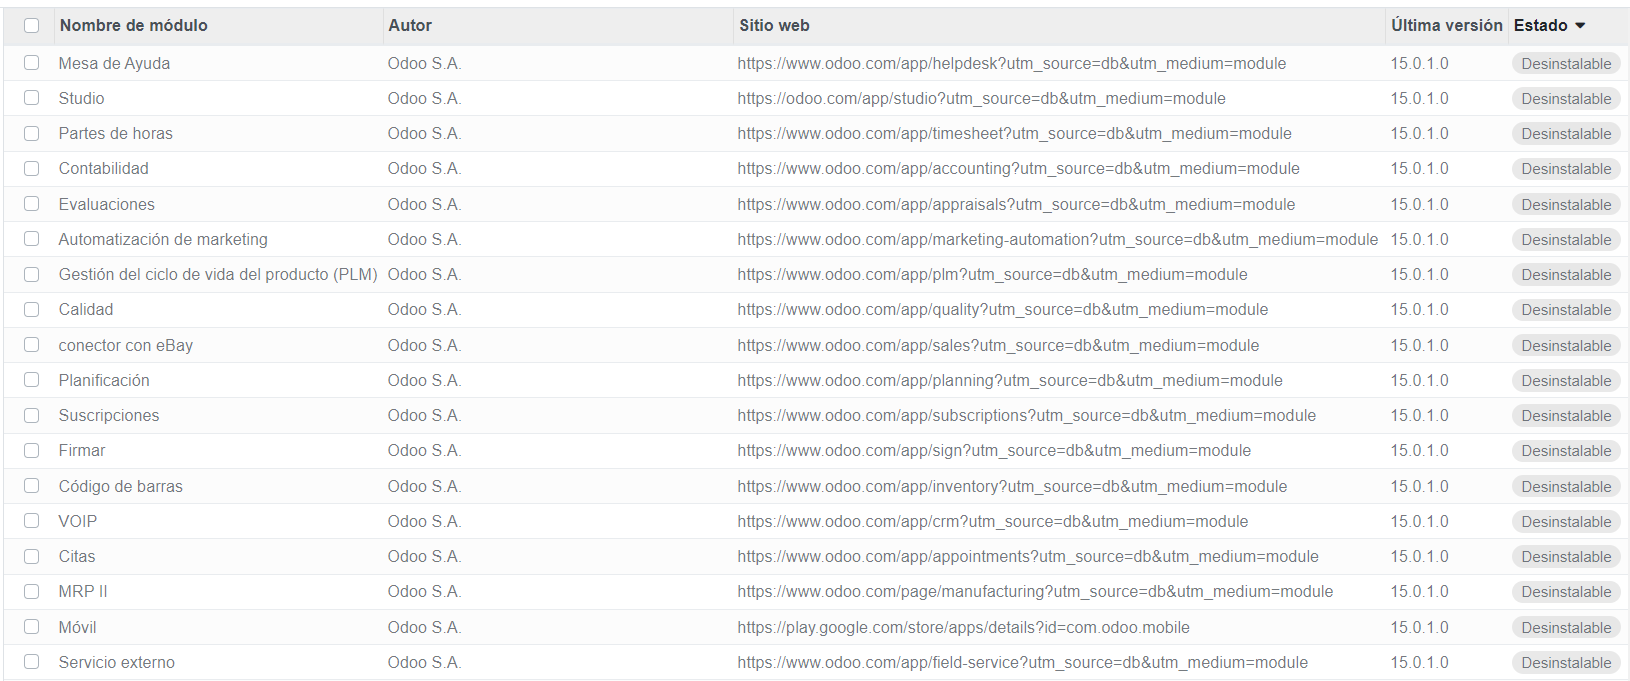 Nombre de módulo Autor Sitio web Última versión Estado
Mesa de Ayuda Odoo S.A. https://www.odoo.com/app/helpdesk?utm_source=db&utm_medium=module 15.0.1.0 Desinstalable
Studio Odoo S.A. https://odoo.com/app/studio?utm_source=db&utm_medium=module 15.0.1.0 Desinstalable
Partes de horas Odoo S.A. https://www.odoo.com/app/timesheet?utm_source=db&utm_medium=module 15.0.1.0 Desinstalable
Contabilidad Odoo S.A. https://www.odoo.com/app/accounting?utm_source=db&utm_medium=module 15.0.1.0 Desinstalable
Evaluaciones Odoo S.A. https://www.odoo.com/app/appraisals?utm_source=db&utm_medium=module 15.0.1.0 Desinstalable
Automatización de marketing Odoo S.A. https://www.odoo.com/app/marketing-automation?utm_source=db&utm_medium=module 15.0.1.0 Desinstalable
Gestión del ciclo de vida del producto (PLM) Odoo S.A. https://www.odoo.com/app/plm?utm_source=db&utm_medium=module 15.0.1.0 Desinstalable
Calidad Odoo S.A. https://www.odoo.com/app/quality?utm_source=db&utm_medium=module 15.0.1.0 Desinstalable
conector con eBay Odoo S.A. https://www.odoo.com/app/sales?utm_source=db&utm_medium=module 15.0.1.0 Desinstalable
Planificación Odoo S.A. https://www.odoo.com/app/planning?utm_source=db&utm_medium=module 15.0.1.0 Desinstalable
Suscripciones Odoo S.A. https://www.odoo.com/app/subscriptions?utm_source=db&utm_medium=module 15.0.1.0 Desinstalable
Firmar Odoo S.A. https://www.odoo.com/app/sign?utm_source=db&utm_medium=module 15.0.1.0 Desinstalable
Código de barras Odoo S.A. https://www.odoo.com/app/inventory?utm_source=db&utm_medium=module 15.0.1.0 Desinstalable
VOIP Odoo S.A. https://www.odoo.com/app/crm?utm_source=db&utm_medium=module 15.0.1.0 Desinstalable
Citas Odoo S.A. https://www.odoo.com/app/appointments?utm_source=db&utm_medium=module 15.0.1.0 Desinstalable
MRP II Odoo S.A. https://www.odoo.com/page/manufacturing?utm_source=db&utm_medium=module 15.0.1.0 Desinstalable
Móvil Odoo S.A. https://play.google.com/store/apps/details?id=com.odoo.mobile 15.0.1.0 Desinstalable
Servicio externo Odoo S.A. https://www.odoo.com/app/field-service?utm_source=db&utm_medium=module 15.0.1.0 Desinstalable